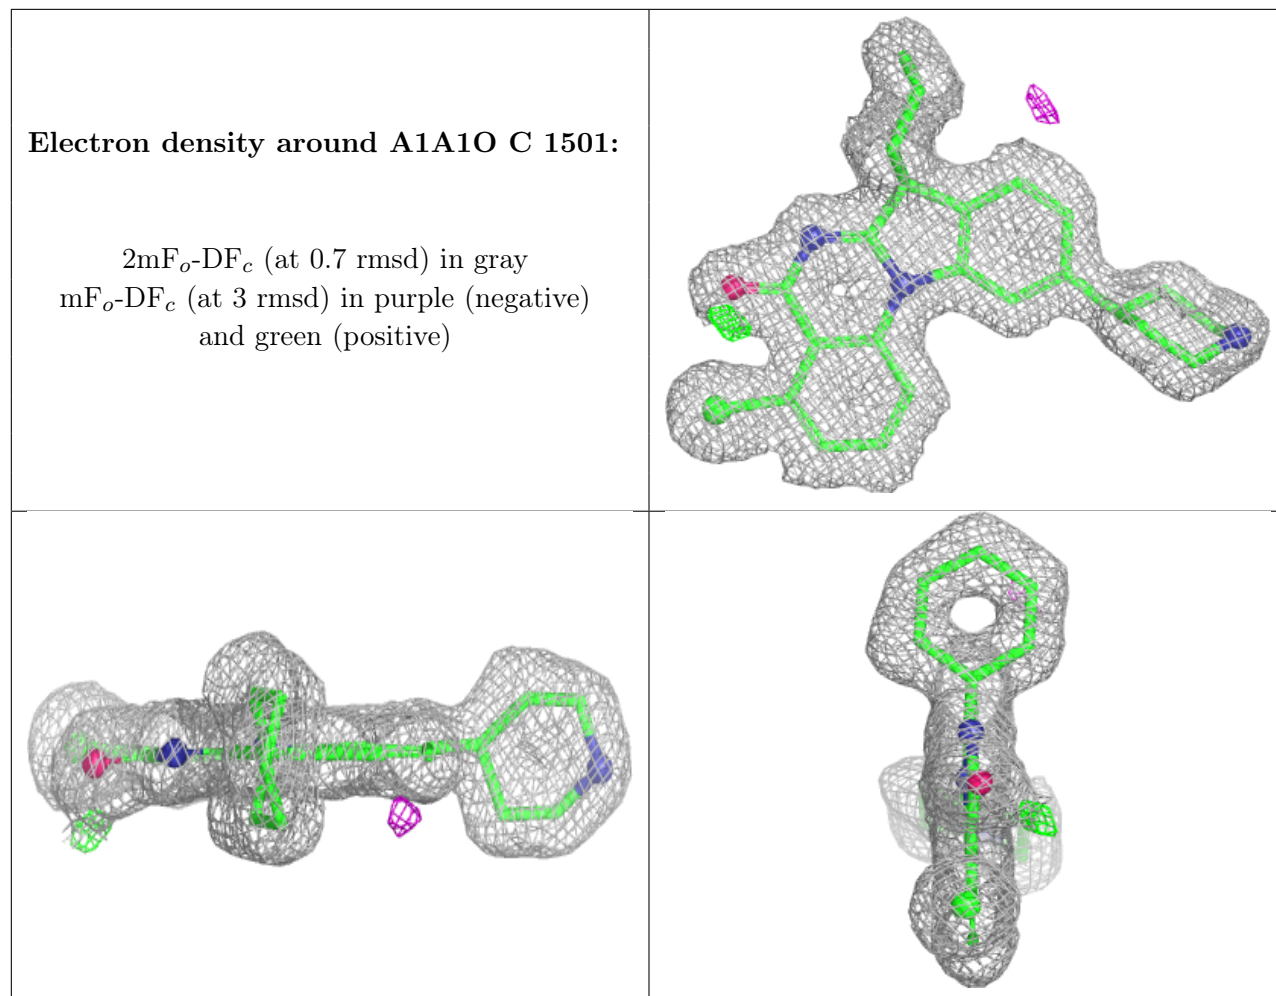 Electron density around A1A1O C 1501:
2mFo-DFc (at 0.7 rmsd) in gray
mFo-DFc (at 3 rmsd) in purple (negative)
and green (positive)